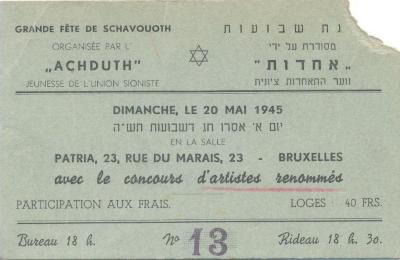 GRANDE FÊTE DE SCHAVOUOTH
ORGANISÉE PAR L'
„ACHDUTH"
JEUNESSE DE L'UNION SIONISTE
חג שבועות
מסודרת על ידי
"אחדות"
נוער התאחדות ציונית
DIMANCHE, LE 20 MAI 1945
יום א' אסרו חג דשבועות תש"ה
EN LA SALLE
PATRIA, 23, RUE DU MARAIS, 23 - BRUXELLES
avec le concours d'artistes renommés
PARTICIPATION AUX FRAIS. LOGES : 40 FRS.
Bureau 18 h. No 13 Rideau 18 h. 30.